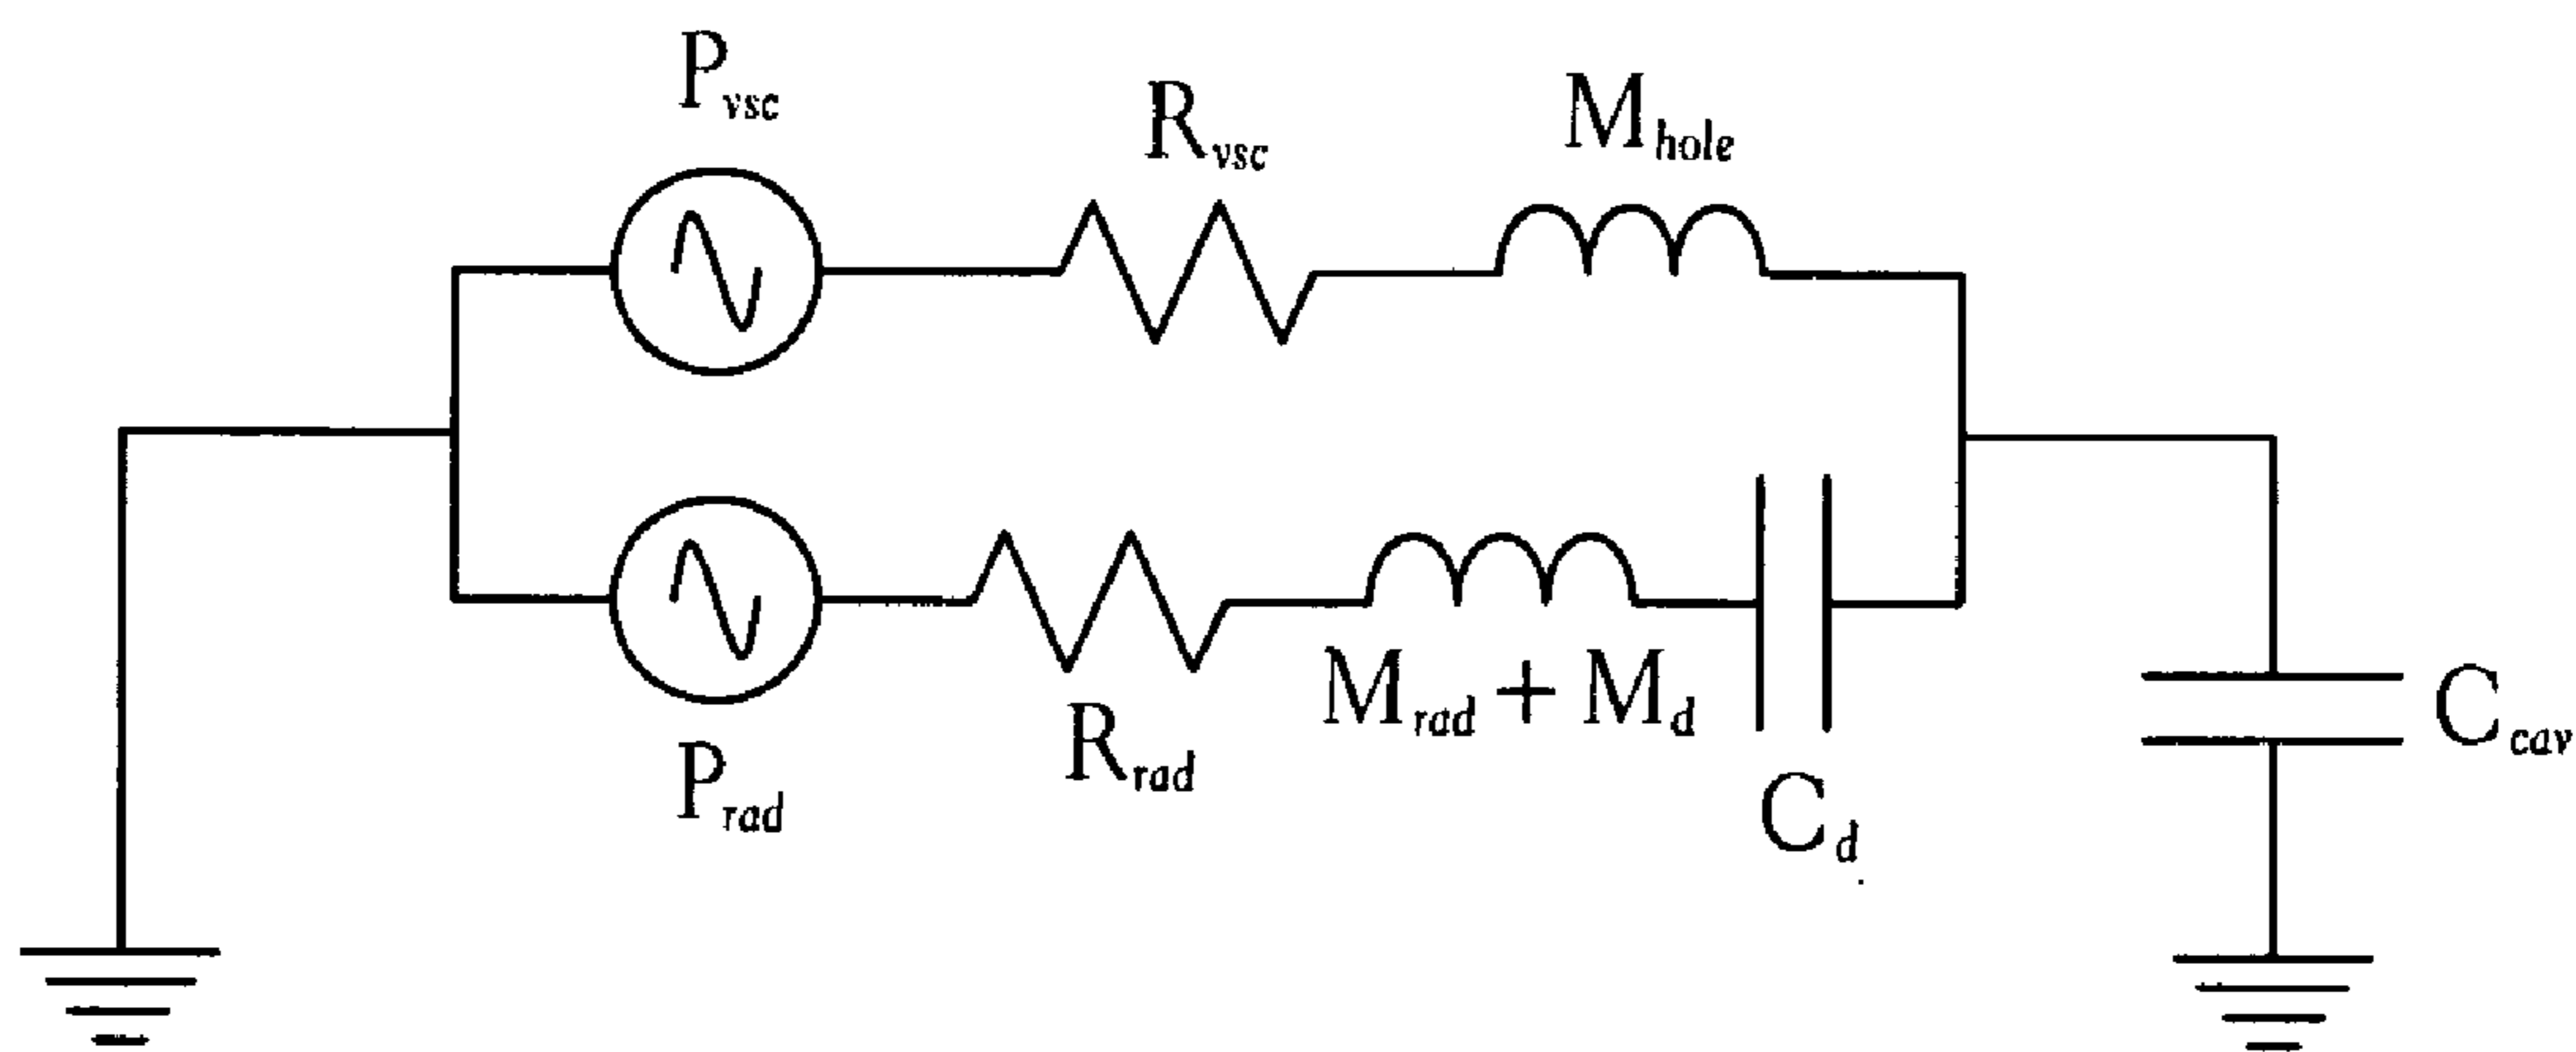 P_vsc
R_vsc
M_hole
P_rad
R_rad
M_rad + M_d
C_d
C_cav